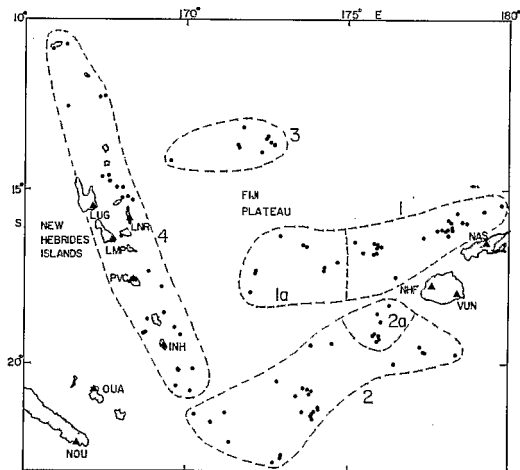 170°
175°
E
180°
10°
3
FIJI
PLATEAU
15°
S
LUG
LNR
4
NEW
HEBRIDES
ISLANDS
LMP
PVC
1
NAS
1a
NHF
VUN
2a
INH
20°
2
OUA
NOU